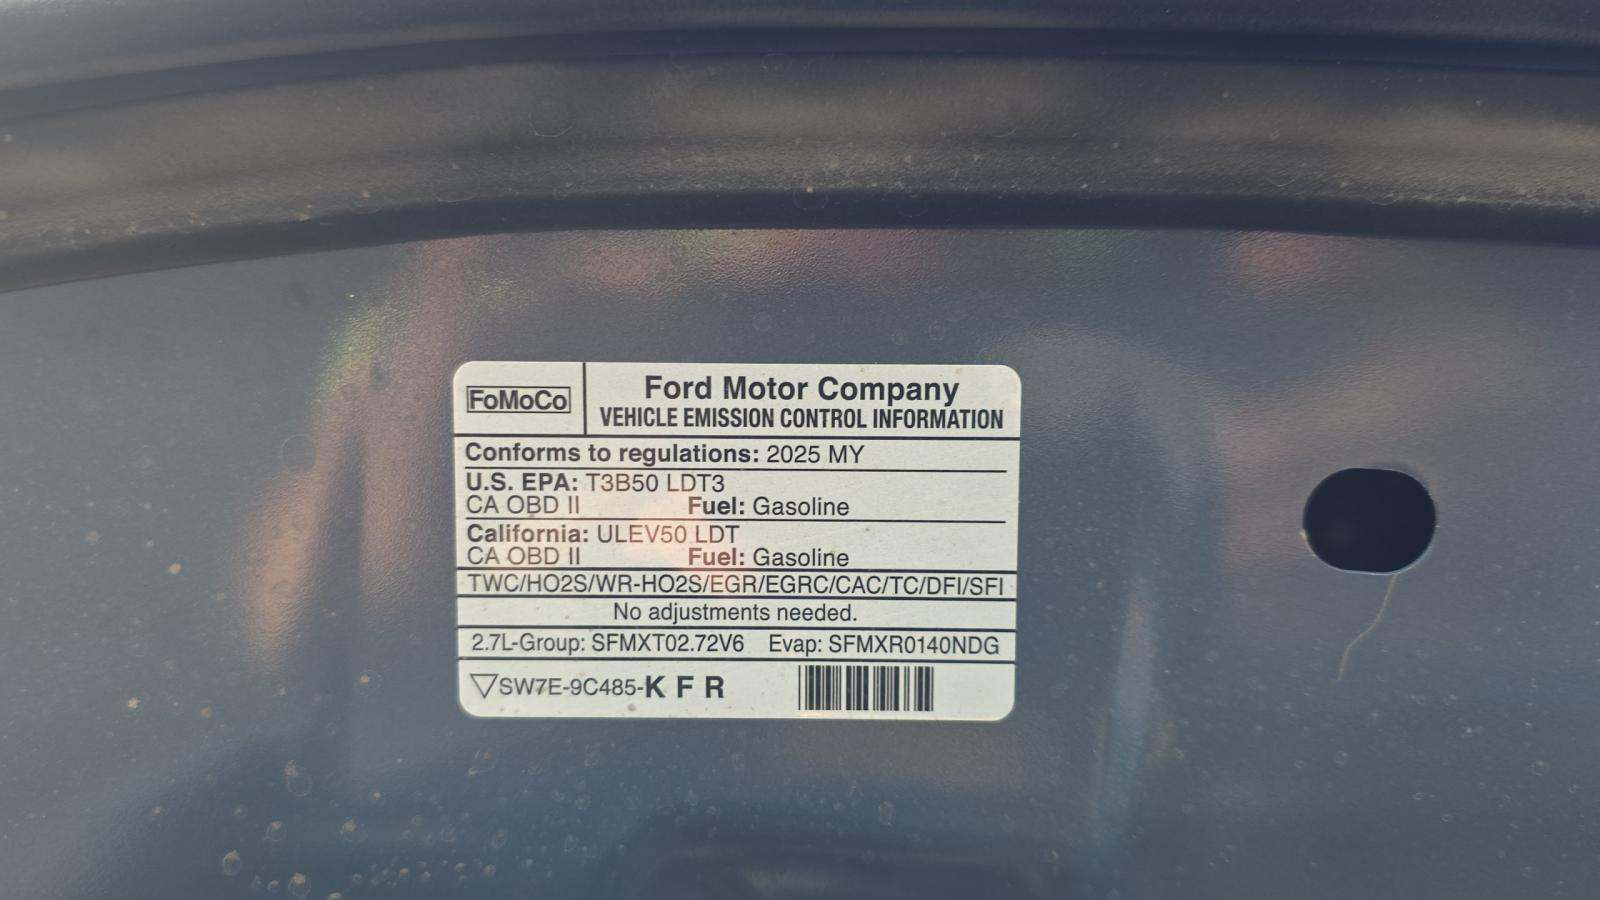 FoMoCo
Ford Motor Company
VEHICLE EMISSION CONTROL INFORMATION
Conforms to regulations: 2025 MY
U.S. EPA: T3B50 LDT3
CA OBD II Fuel: Gasoline
California: ULEV50 LDT
CA OBD II Fuel: Gasoline
TWC/HO2S/WR-HO2S/EGR/EGRC/CAC/TC/DFI/SFI
No adjustments needed.
2.7L-Group: SFMXT02.72V6 Evap: SFMXR0140NDG
SW7E-9C485-K F R